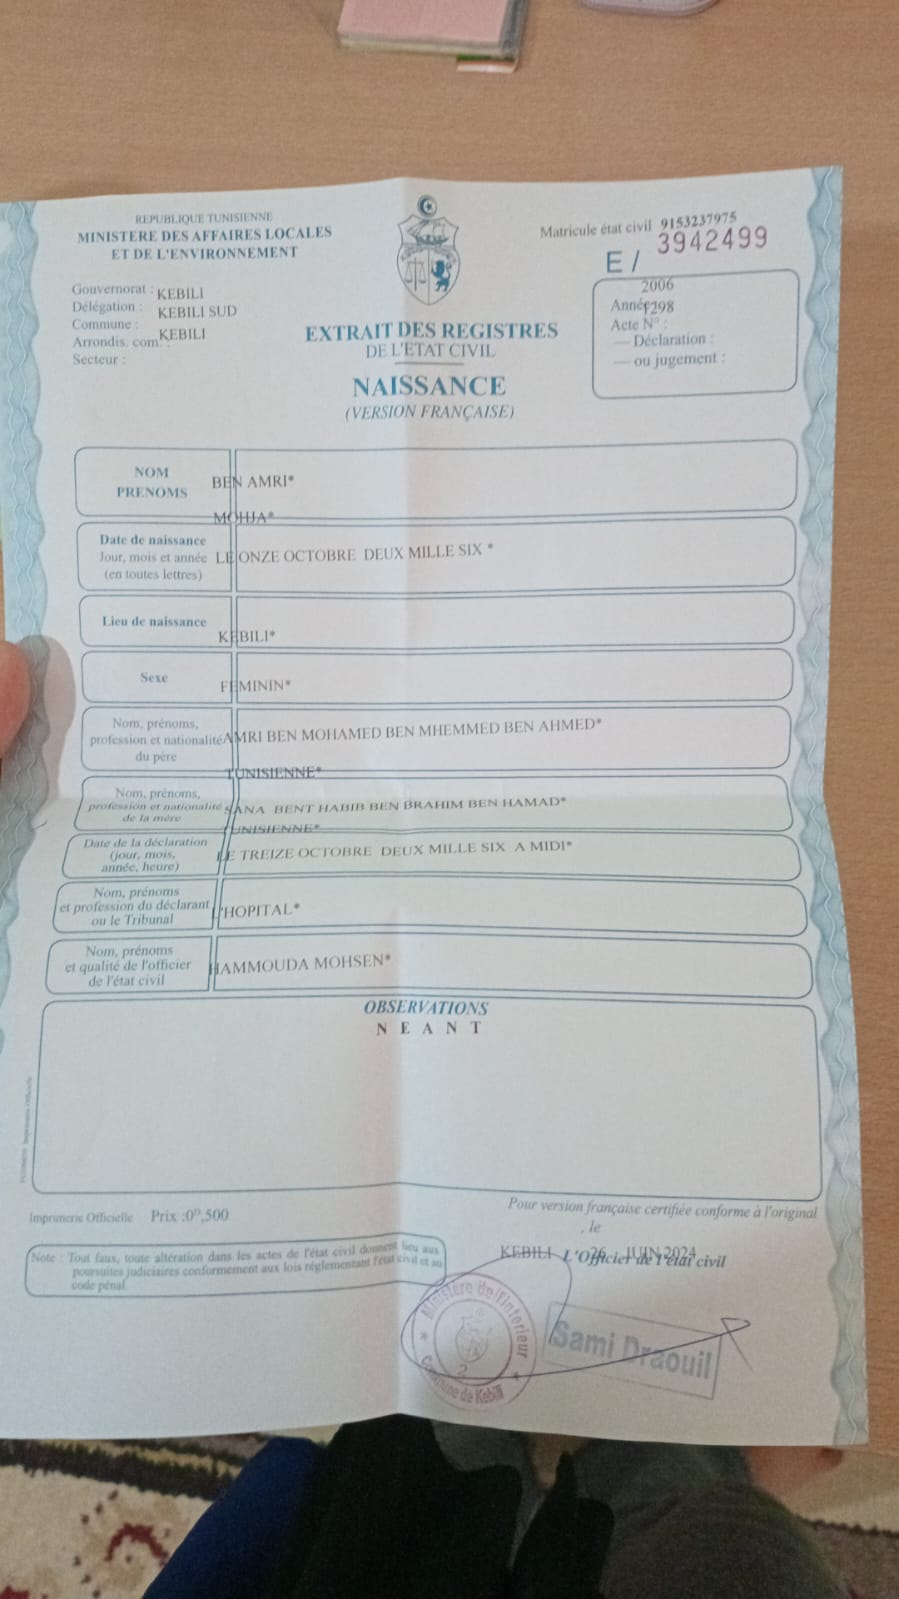 REPUBLIQUE TUNISIENNE
MINISTERE DES AFFAIRES LOCALES
ET DE L'ENVIRONNEMENT
Matricule état civil 9153237975
E / 3942499
Gouvernorat : KEBILI
Délégation : KEBILI SUD
Commune : KEBILI
Arrondis. com. :
Secteur :
2006
Année
F298
Acte N° :
— Déclaration :
— ou jugement :
EXTRAIT DES REGISTRES
DE L'ETAT CIVIL
NAISSANCE
(VERSION FRANÇAISE)
NOM
PRENOMS
BEN AMRI*
MOHJA*
Date de naissance
Jour, mois et année
(en toutes lettres)
LE ONZE OCTOBRE DEUX MILLE SIX *
Lieu de naissance
KEBILI*
Sexe
FEMININ*
Nom, prénoms,
profession et nationalité
du père
AMRI BEN MOHAMED BEN MHEMMED BEN AHMED*
TUNISIENNE*
Nom, prénoms,
profession et nationalité
de la mère
SANA BENT HABIB BEN BRAHIM BEN HAMAD*
TUNISIENNE*
Date de la déclaration
(jour, mois,
année, heure)
LE TREIZE OCTOBRE DEUX MILLE SIX A MIDI*
Nom, prénoms
et profession du déclarant
ou le Tribunal
L'HOPITAL*
Nom, prénoms
et qualité de l'officier
de l'état civil
HAMMOUDA MOHSEN*
OBSERVATIONS
N E A N T
Imprimerie Officielle Prix :0ᴰ,500
Pour version française certifiée conforme à l'original
, le
KEBILI 26 JUIN 2024
L'Officier de l'état civil
Note : Tout faux, toute altération dans les actes de l'état civil donnent lieu aux
poursuites judiciaires conformement aux lois réglementant l'état civil et au
code pénal.
Ministère de l'Intérieur
Commune de Kebili
2
Sami Draouil